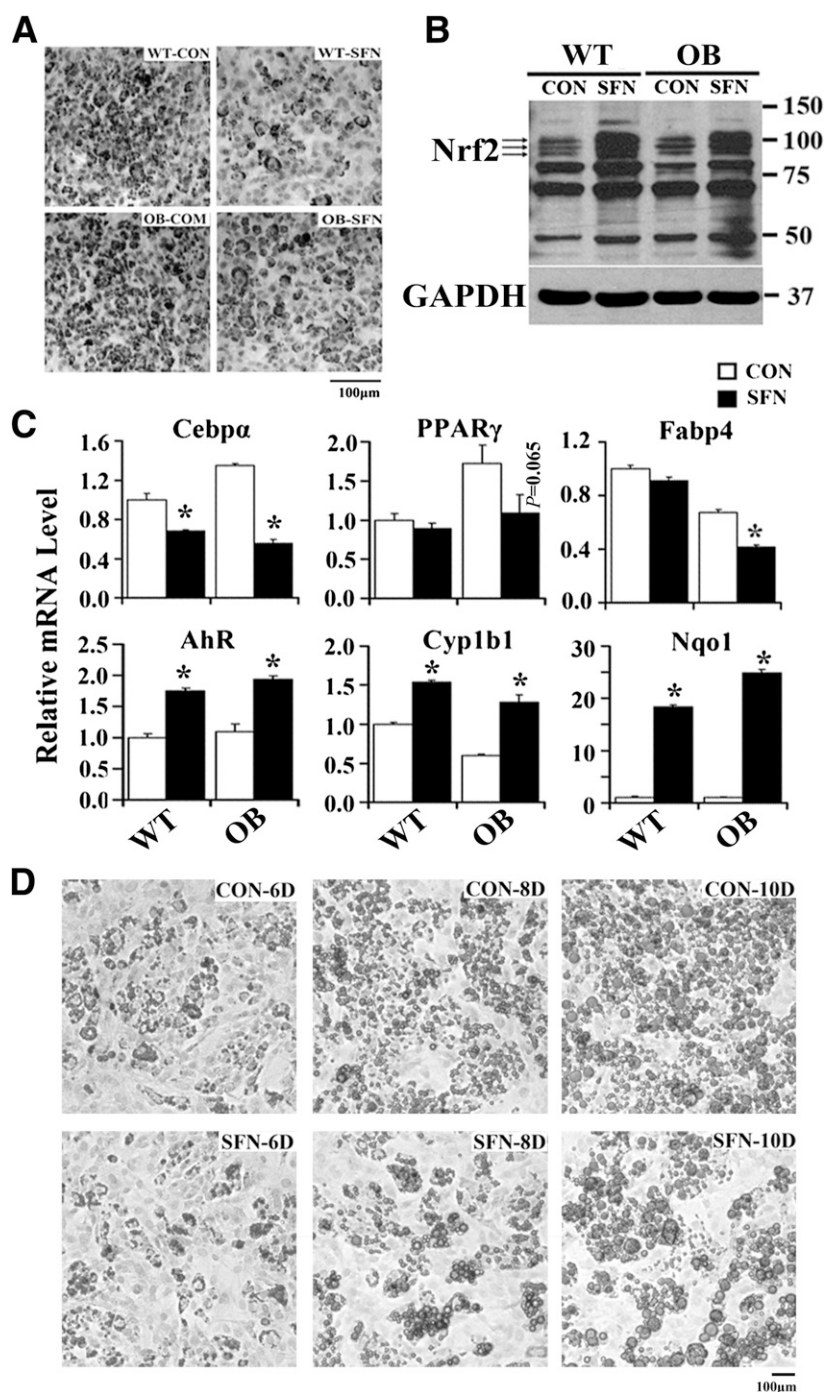 A
WT-CON
WT-SFN
OB-COM
OB-SFN
100μm
B
WT OB
CON SFN CON SFN
Nrf2
150
100
75
50
GAPDH
37
CON
SFN
C
Relative mRNA Level
Cebpα
1.6
1.2
0.8
0.4
0.0
* *
PPARγ
2.0
1.5
1.0
0.5
0.0
P=0.065
Fabp4
1.2
0.8
0.4
0.0
*
AhR
2.5
2.0
1.5
1.0
0.5
0.0
* *
WT OB
Cyp1b1
2.0
1.5
1.0
0.5
0.0
* *
WT OB
Nqo1
30
20
10
0
* *
WT OB
D
CON-6D
CON-8D
CON-10D
SFN-6D
SFN-8D
SFN-10D
100μm